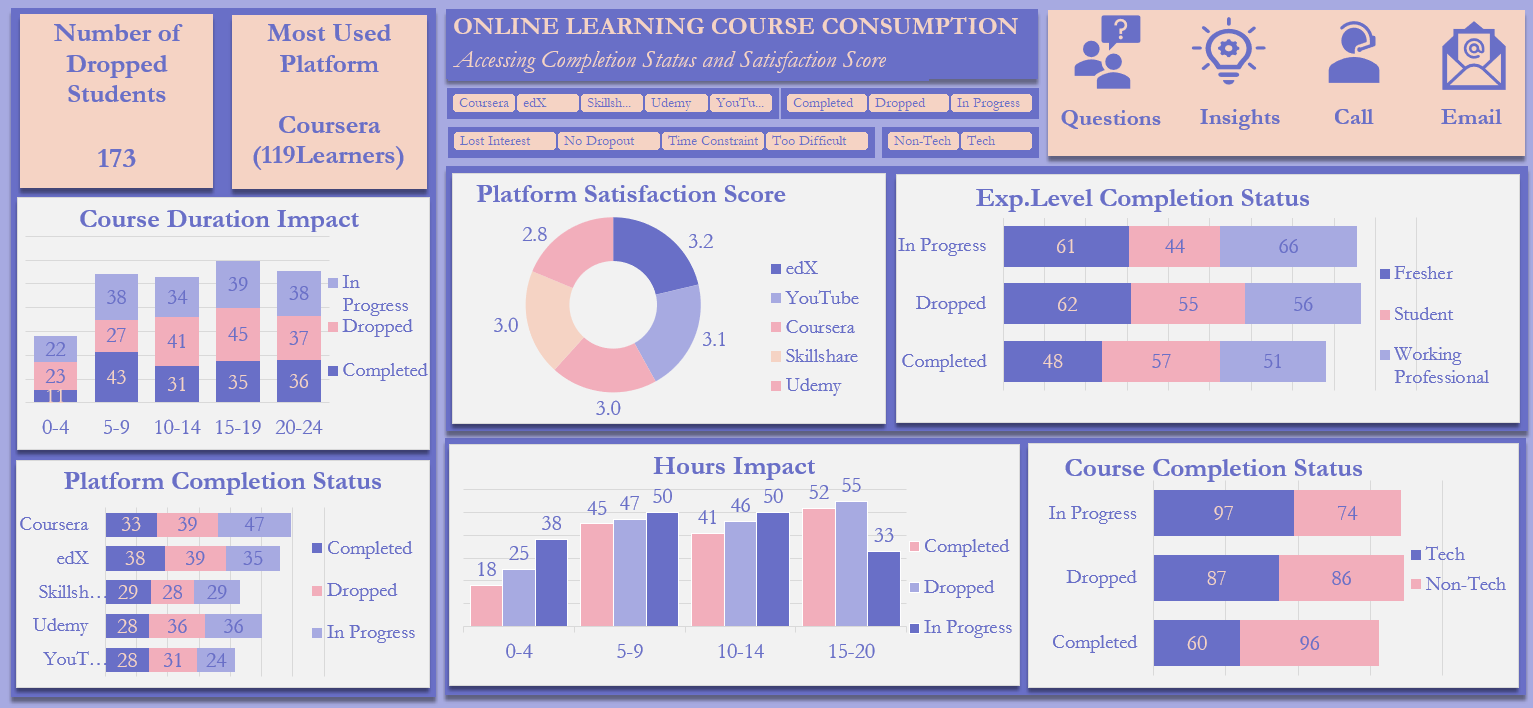 Number of
Dropped
Students
173
Most Used
Platform
Coursera
(119Learners)
ONLINE LEARNING COURSE CONSUMPTION
Accessing Completion Status and Satisfaction Score
Coursera edX Skillsh... Udemy YouTu... Completed Dropped In Progress
Lost Interest No Dropout Time Constraint Too Difficult Non-Tech Tech
Questions Insights Call Email
Course Duration Impact
38 34 39 38
22 27 41 45 37
23 43 31 35 36
11
0-4 5-9 10-14 15-19 20-24
In
Progress
Dropped
Completed
Platform Satisfaction Score
2.8 3.2
3.0 3.1
3.0
edX
YouTube
Coursera
Skillshare
Udemy
Exp.Level Completion Status
In Progress 61 44 66
Dropped 62 55 56
Completed 48 57 51
Fresher
Student
Working
Professional
Platform Completion Status
Coursera 33 39 47
edX 38 39 35
Skillsh... 29 28 29
Udemy 28 36 36
YouT... 28 31 24
Completed
Dropped
In Progress
Hours Impact
18 25 38 45 47 50 41 46 50 52 55 33
0-4 5-9 10-14 15-20
Completed
Dropped
In Progress
Course Completion Status
In Progress 97 74
Dropped 87 86
Completed 60 96
Tech
Non-Tech